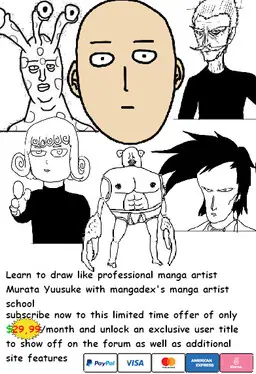 Learn to draw like professional manga artist
Murata Yuusuke with mangadex's manga artist
school
subscribe now to this limited time offer of only
$29,99/month and unlock an exclusive user title
to show off on the forum as well as additional
site features
PayPal VISA mastercard AMERICAN EXPRESS